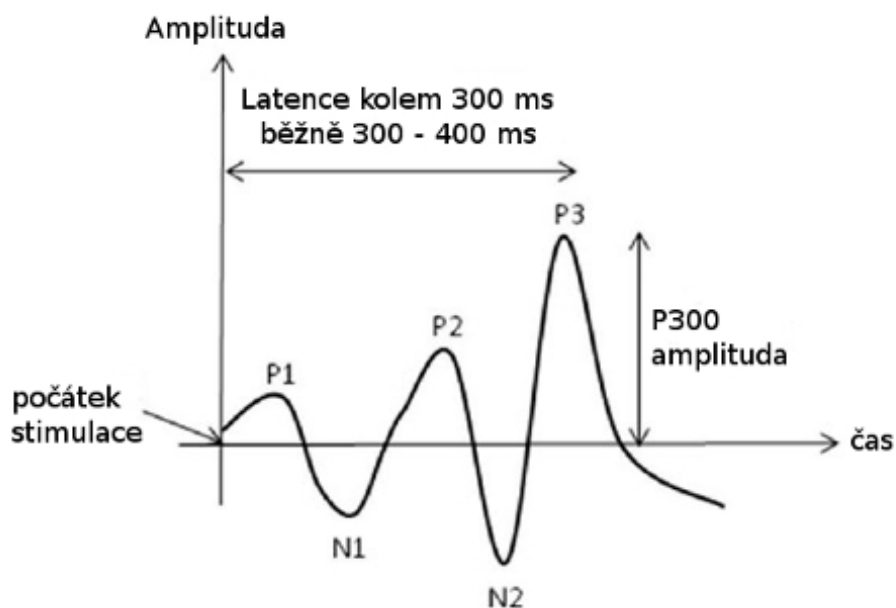 Amplituda
Latence kolem 300 ms
běžně 300 - 400 ms
P3
P300
amplituda
P2
P1
počátek
stimulace
čas
N1
N2